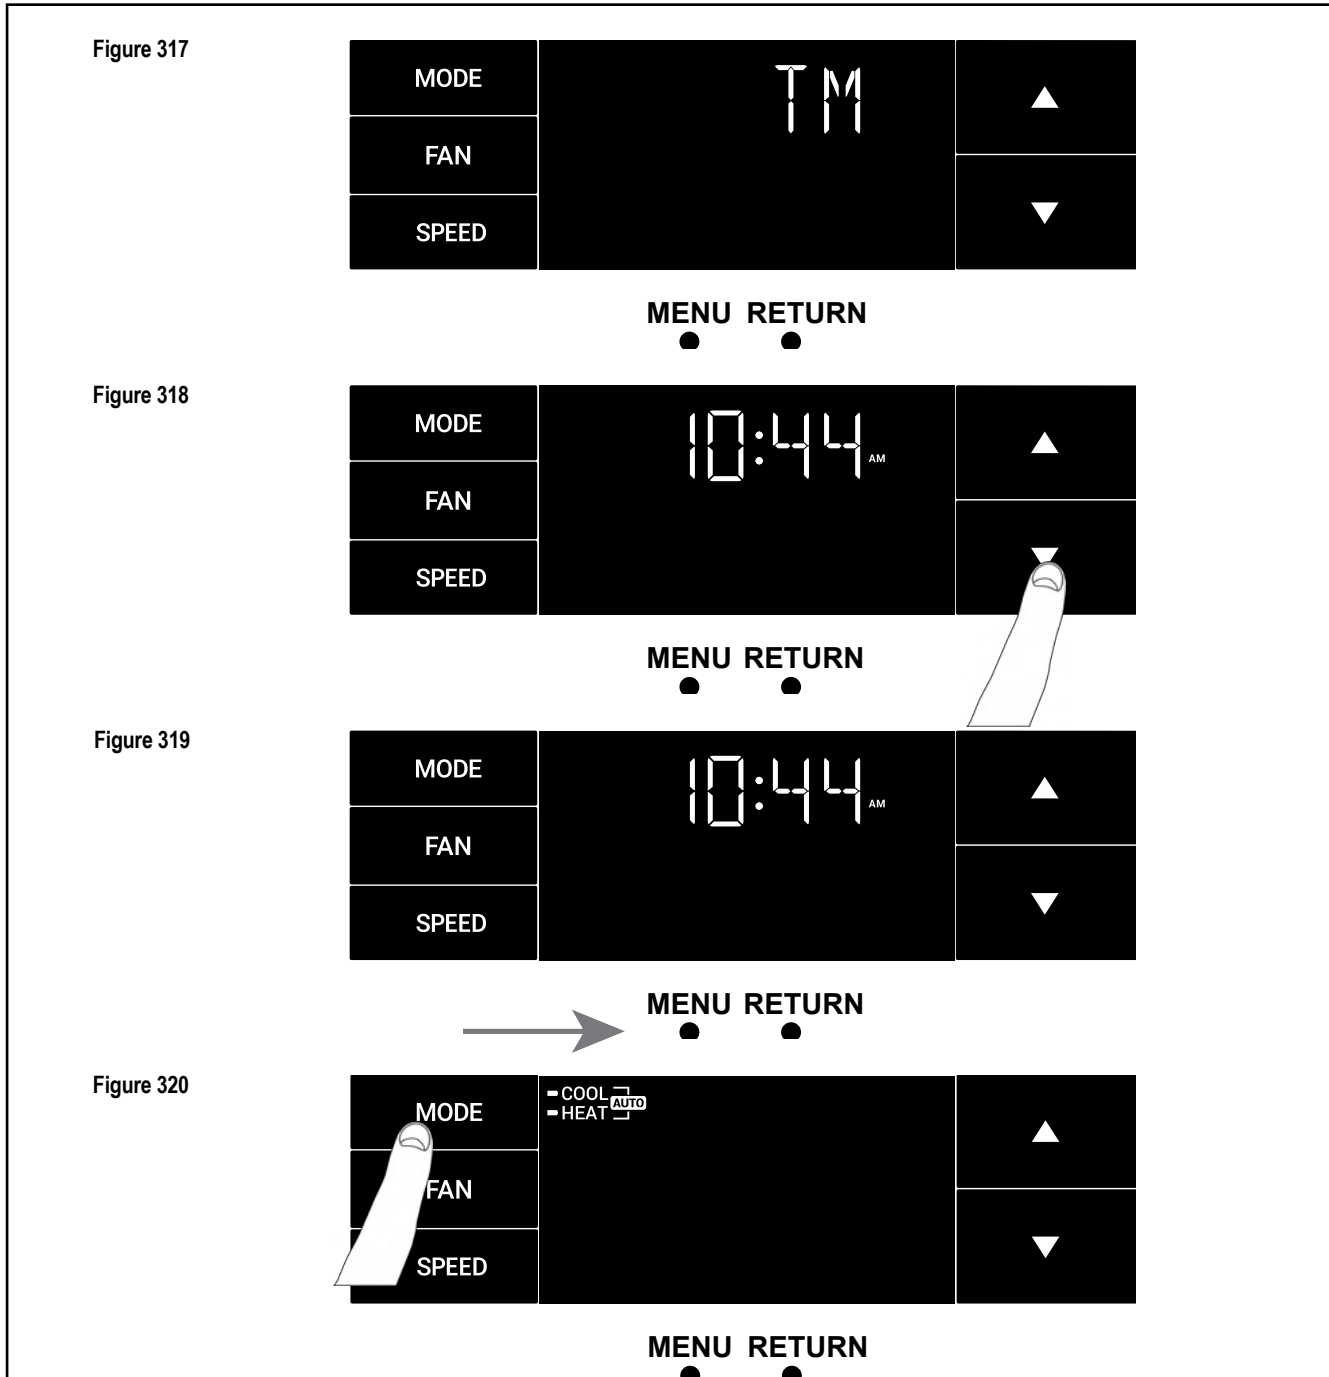 Figure 317
MODE
TM
FAN
SPEED
MENU RETURN
Figure 318
MODE
10:44 AM
FAN
SPEED
MENU RETURN
Figure 319
MODE
10:44 AM
FAN
SPEED
MENU RETURN
Figure 320
MODE
COOL
AUTO
HEAT
FAN
SPEED
MENU RETURN